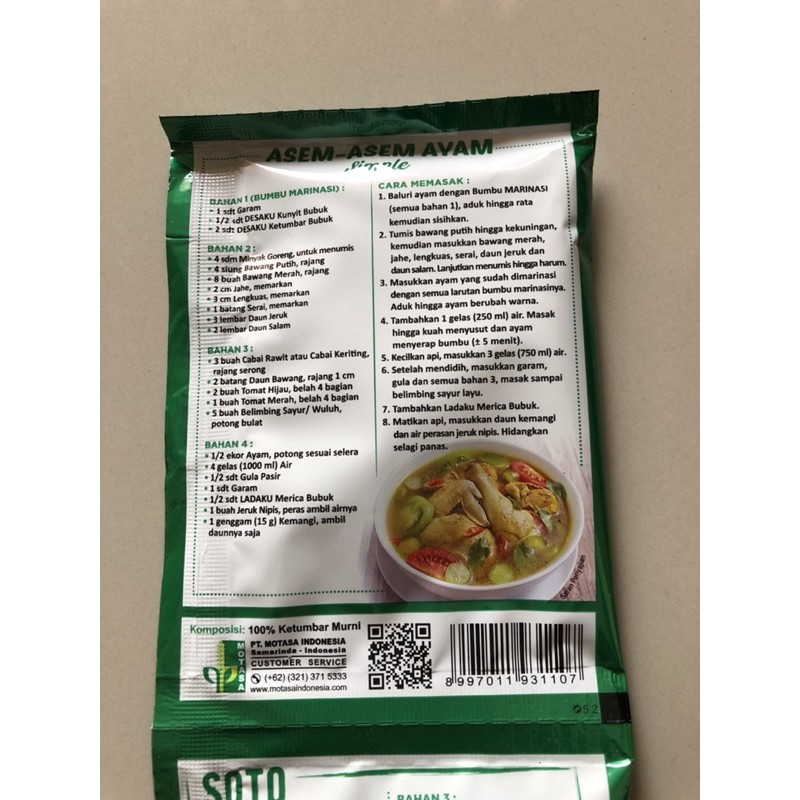 ASEM-ASEM AYAM
Simple
BAHAN 1 (BUMBU MARINASI) :
• 1 sdt Garam
• 1/2 sdt DESAKU Kunyit Bubuk
• 2 sdt DESAKU Ketumbar Bubuk
BAHAN 2 :
• 4 sdm Minyak Goreng, untuk menumis
• 4 siung Bawang Putih, rajang
• 8 buah Bawang Merah, rajang
• 2 cm Jahe, memarkan
• 3 cm Lengkuas, memarkan
• 1 batang Serai, memarkan
• 3 lembar Daun Jeruk
• 2 lembar Daun Salam
BAHAN 3 :
• 3 buah Cabai Rawit atau Cabai Keriting,
rajang serong
• 2 batang Daun Bawang, rajang 1 cm
• 2 buah Tomat Hijau, belah 4 bagian
• 1 buah Tomat Merah, belah 4 bagian
• 5 buah Belimbing Sayur/ Wuluh,
potong bulat
BAHAN 4 :
• 1/2 ekor Ayam, potong sesuai selera
• 4 gelas (1000 ml) Air
• 1/2 sdt Gula Pasir
• 1 sdt Garam
• 1/2 sdt LADAKU Merica Bubuk
• 1 buah Jeruk Nipis, peras ambil airnya
• 1 genggam (15 g) Kemangi, ambil
daunnya saja
CARA MEMASAK :
1. Baluri ayam dengan Bumbu MARINASI
(semua bahan 1), aduk hingga rata
kemudian sisihkan.
2. Tumis bawang putih hingga kekuningan,
kemudian masukkan bawang merah,
jahe, lengkuas, serai, daun jeruk dan
daun salam. Lanjutkan menumis hingga harum.
3. Masukkan ayam yang sudah dimarinasi
dengan semua larutan bumbu marinasinya.
Aduk hingga ayam berubah warna.
4. Tambahkan 1 gelas (250 ml) air. Masak
hingga kuah menyusut dan ayam
menyerap bumbu (± 5 menit).
5. Kecilkan api, masukkan 3 gelas (750 ml) air.
6. Setelah mendidih, masukkan garam,
gula dan semua bahan 3, masak sampai
belimbing sayur layu.
7. Tambahkan Ladaku Merica Bubuk.
8. Matikan api, masukkan daun kemangi
dan air perasan jeruk nipis. Hidangkan
selagi panas.
Saran Penyajian
Komposisi: 100% Ketumbar Murni
MOTASA
PT. MOTASA INDONESIA
Samarinda - Indonesia
CUSTOMER SERVICE
(+62) (321) 371 5333
www.motasaindonesia.com
8 997011 931107
52
SOTO
BAHAN 3 :